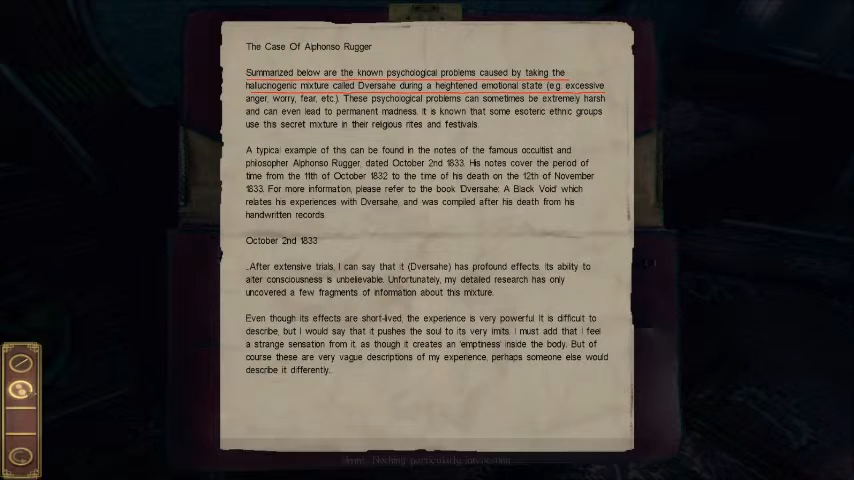 The Case Of Alphonso Rugger
Summarized below are the known psychological problems caused by taking the
hallucinogenic mixture called Dversahe during a heightened emotional state (e.g. excessive
anger, worry, fear, etc.). These psychological problems can sometimes be extremely harsh
and can even lead to permanent madness. It is known that some esoteric ethnic groups
use this secret mixture in their religious rites and festivals.
A typical example of this can be found in the notes of the famous occultist and
philosopher Alphonso Rugger, dated October 2nd 1833. His notes cover the period of
time from the 11th of October 1832 to the time of his death on the 12th of November
1833. For more information, please refer to the book 'Dversahe: A Black Void' which
relates his experiences with Dversahe, and was compiled after his death from his
handwritten records.
October 2nd 1833
...After extensive trials, I can say that it (Dversahe) has profound effects. Its ability to
alter consciousness is unbelievable. Unfortunately, my detailed research has only
uncovered a few fragments of information about this mixture.
Even though its effects are short-lived, the experience is very powerful. It is difficult to
describe, but I would say that it pushes the soul to its very limits. I must add that I feel
a strange sensation from it, as though it creates an 'emptiness' inside the body. But of
course these are very vague descriptions of my experience, perhaps someone else would
describe it differently...
Nothing particularly interesting